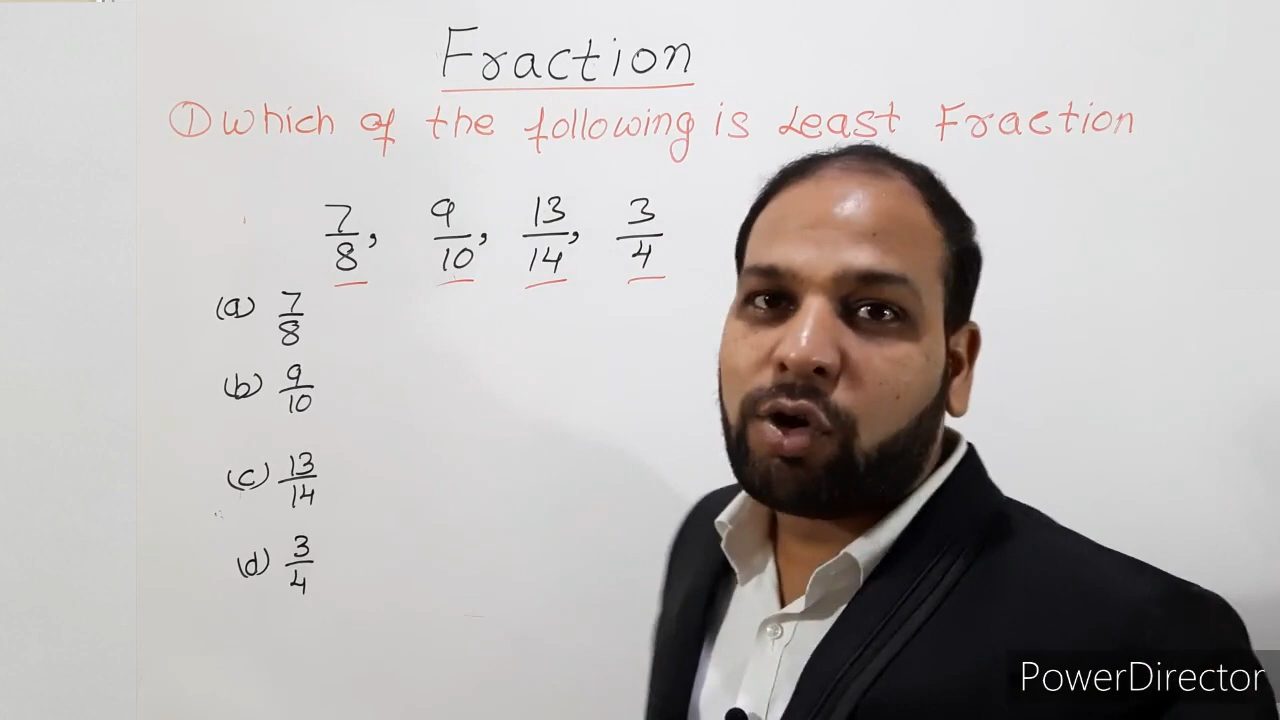 Fraction
① Which of the following is Least Fraction
7/8, 9/10, 13/14, 3/4
(a) 7/8
(b) 9/10
(c) 13/14
(d) 3/4
PowerDirector